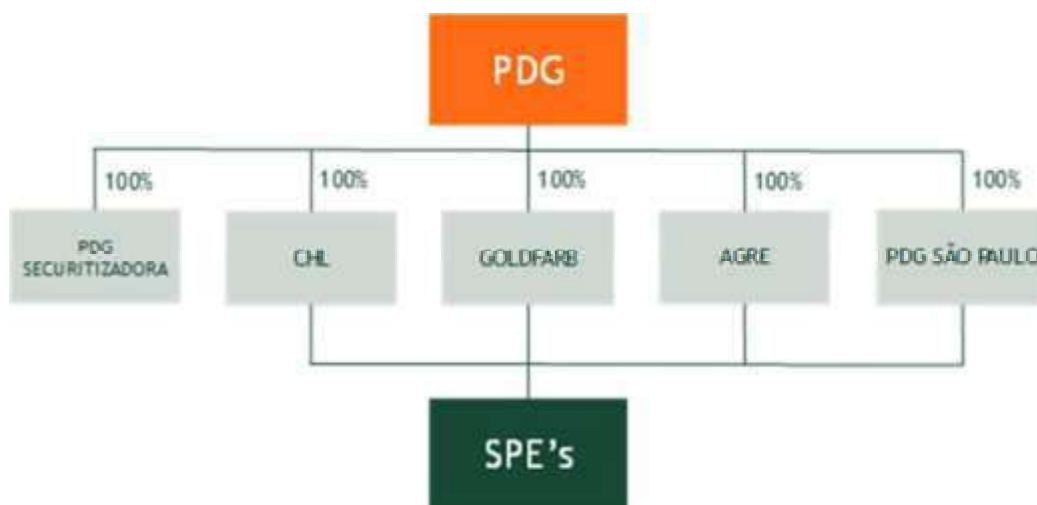 PDG
100%
100%
100%
100%
100%
PDG
SECURITIZADORA
CHL
GOLDFARB
AGRE
PDG SÃO PAULO
SPE's